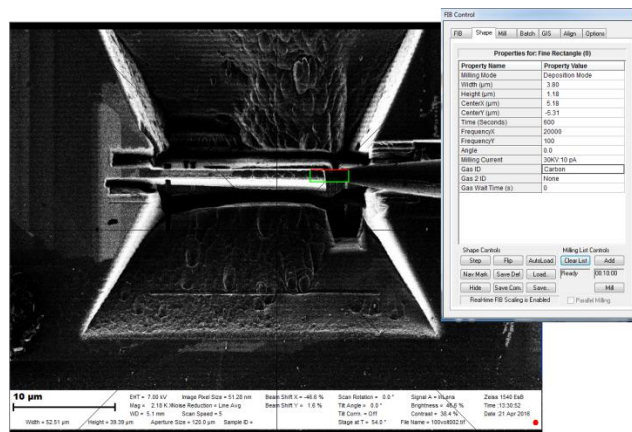 FIB Control
FIB Shape Mill Batch GIS Align Options
Properties for: Fine Rectangle (0)
Property Name Property Value
Milling Mode Deposition Mode
Width (µm) 3.80
Height (µm) 1.18
CenterX (µm) 5.18
CenterY (µm) -5.31
Time (Seconds) 600
FrequencyX 20000
FrequencyY 100
Angle 0.0
Milling Current 30KV:10 pA
Gas ID Carbon
Gas 2 ID None
Gas Wait Time (s) 0
Shape Controls Milling List Controls
Step Flip AutoLoad Clear List Add
Nav Mark Save Def Load... Ready 00:10:00
Hide Save Com. Save... Mill
Real-time FIB Scaling is Enabled Parallel Milling
10 µm EHT = 7.00 kV Image Pixel Size = 51.28 nm Beam Shift X = -46.6 % Scan Rotation = 0.0 ° Signal A = InLens Zeiss 1540 EsB
Mag = 2.18 K X Noise Reduction = Line Avg Beam Shift Y = 1.6 % Tilt Angle = 0.0 ° Brightness = 46.6 % Time :13:30:52
WD = 5.1 mm Scan Speed = 5 Tilt Corrn. = Off Contrast = 38.4 % Date :21 Apr 2016
Width = 52.51 µm Height = 39.39 µm Aperture Size = 120.0 µm Sample ID = Stage at T = 54.0 ° File Name = 100volt902.tif